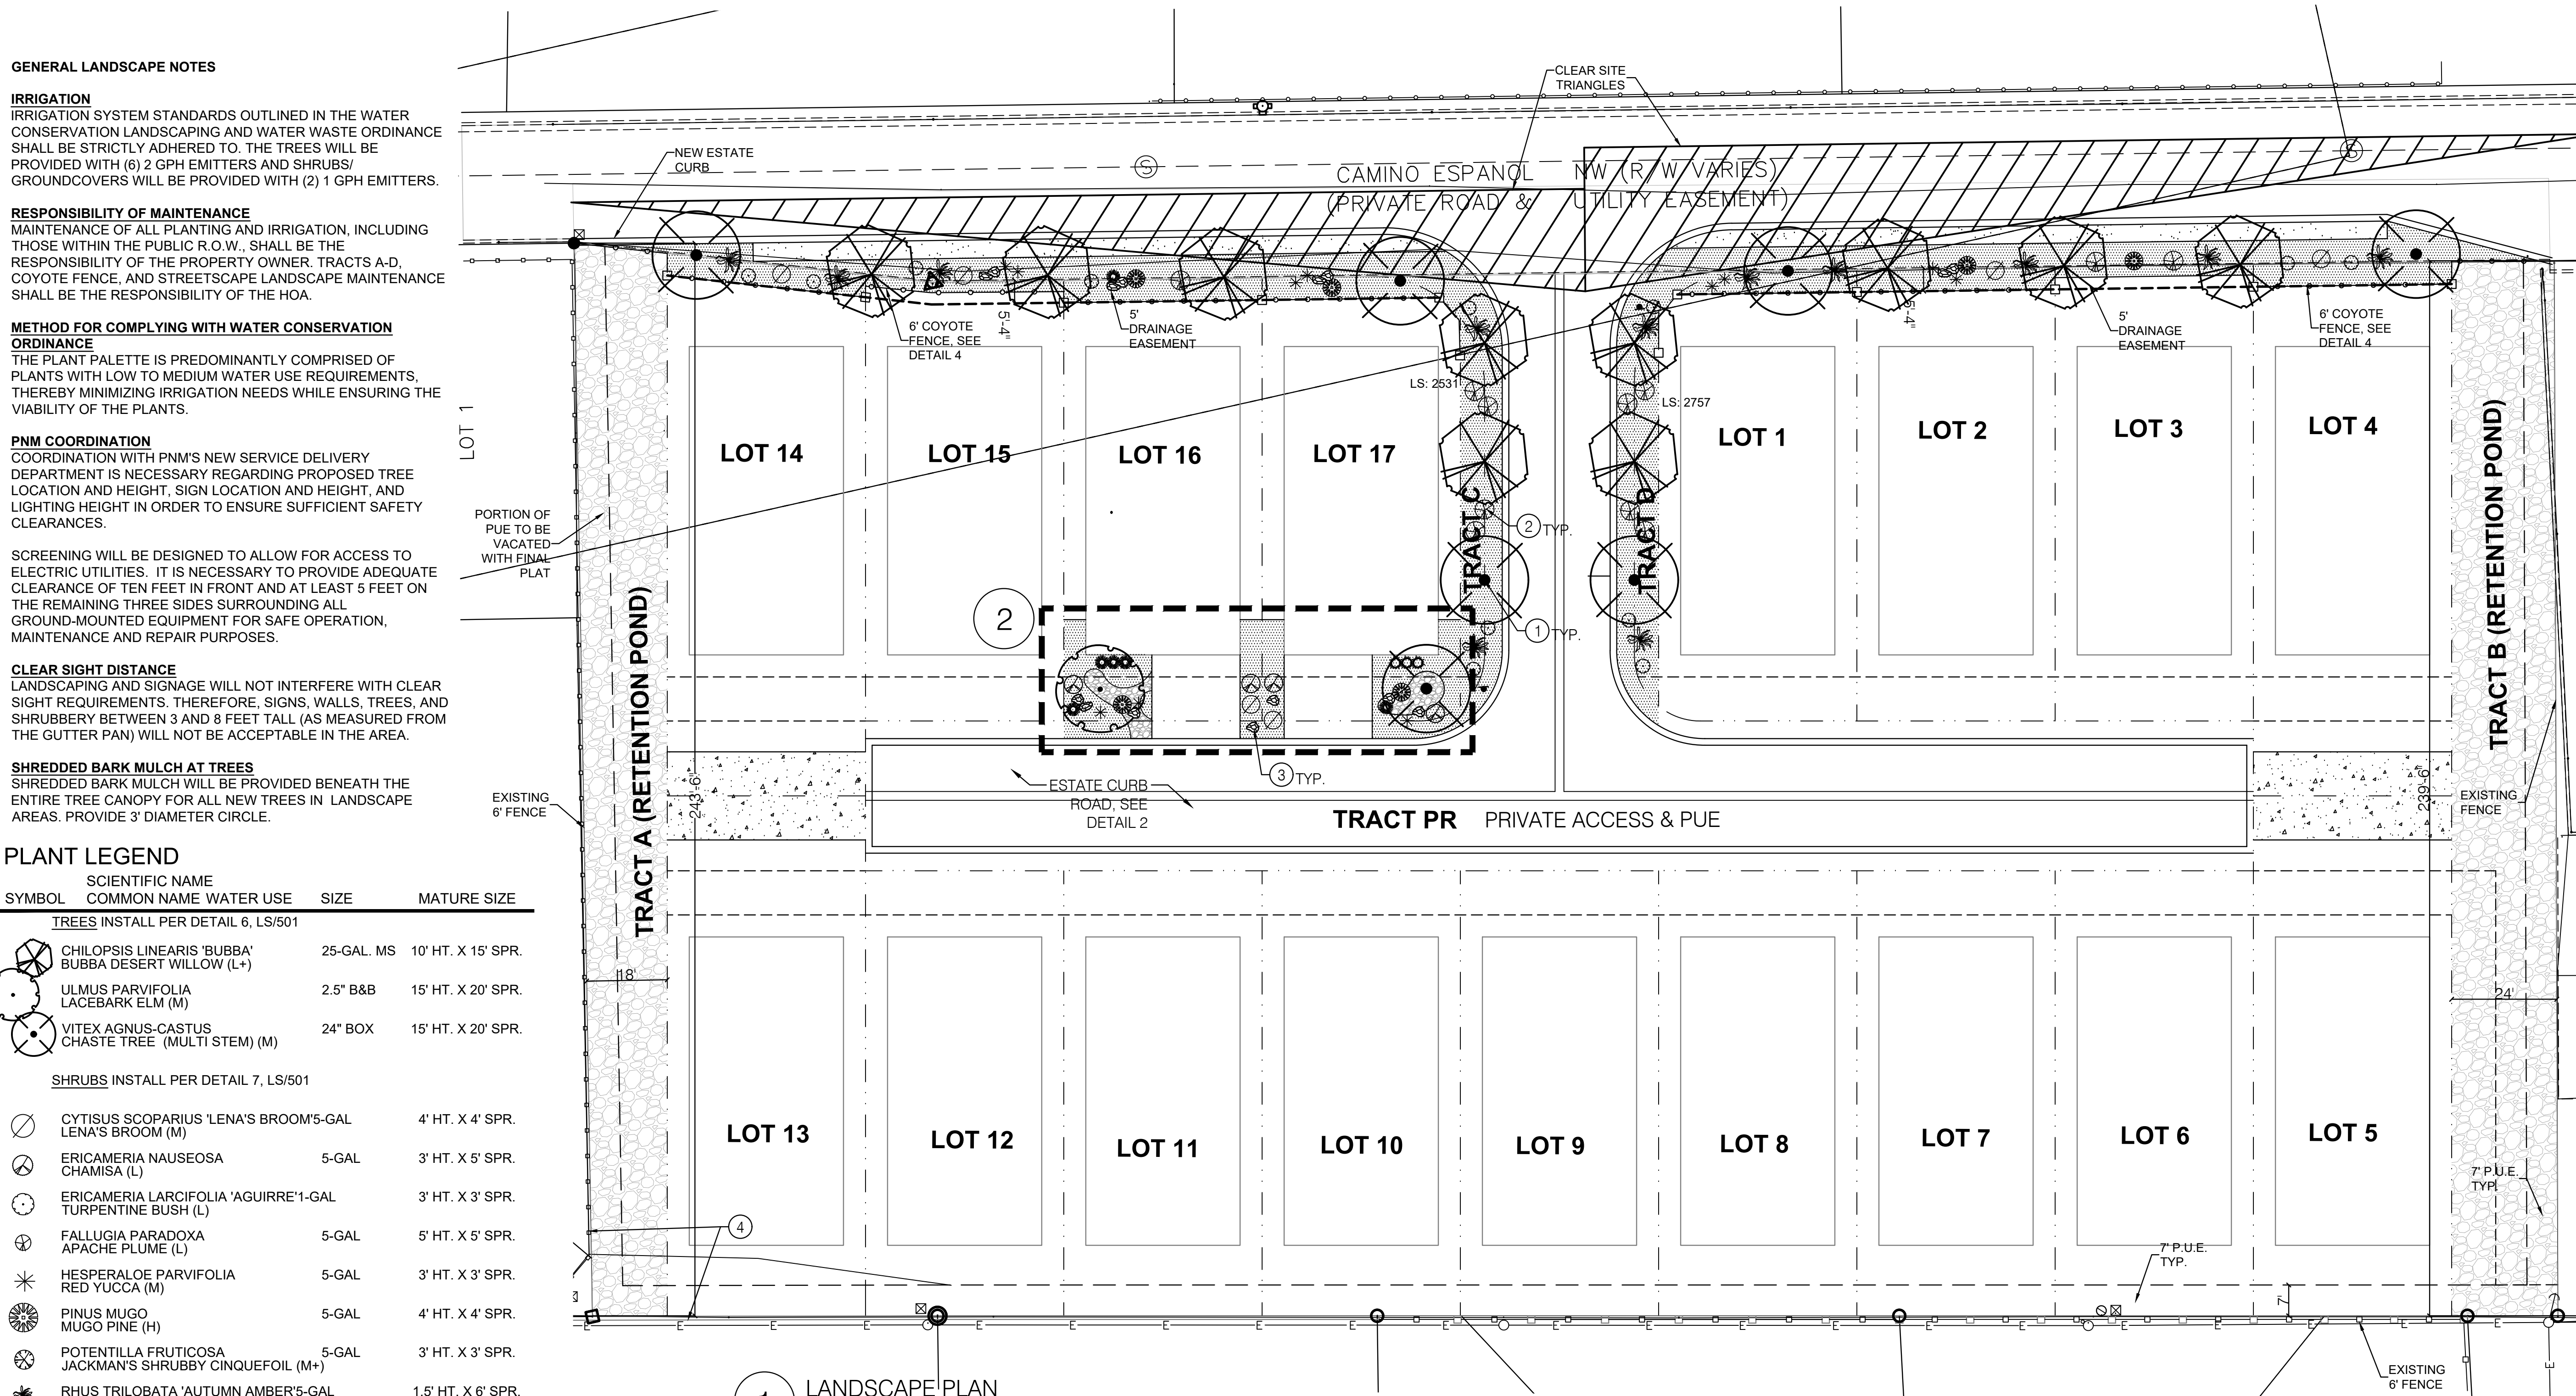 GENERAL LANDSCAPE NOTES
IRRIGATION
IRRIGATION SYSTEM STANDARDS OUTLINED IN THE WATER
CONSERVATION LANDSCAPING AND WATER WASTE ORDINANCE
SHALL BE STRICTLY ADHERED TO. THE TREES WILL BE
PROVIDED WITH (6) 2 GPH EMITTERS AND SHRUBS/
GROUNDCOVERS WILL BE PROVIDED WITH (2) 1 GPH EMITTERS.
RESPONSIBILITY OF MAINTENANCE
MAINTENANCE OF ALL PLANTING AND IRRIGATION, INCLUDING
THOSE WITHIN THE PUBLIC R.O.W., SHALL BE THE
RESPONSIBILITY OF THE PROPERTY OWNER. TRACTS A-D,
COYOTE FENCE, AND STREETSCAPE LANDSCAPE MAINTENANCE
SHALL BE THE RESPONSIBILITY OF THE HOA.
METHOD FOR COMPLYING WITH WATER CONSERVATION
ORDINANCE
THE PLANT PALETTE IS PREDOMINANTLY COMPRISED OF
PLANTS WITH LOW TO MEDIUM WATER USE REQUIREMENTS,
THEREBY MINIMIZING IRRIGATION NEEDS WHILE ENSURING THE
VIABILITY OF THE PLANTS.
PNM COORDINATION
COORDINATION WITH PNM'S NEW SERVICE DELIVERY
DEPARTMENT IS NECESSARY REGARDING PROPOSED TREE
LOCATION AND HEIGHT, SIGN LOCATION AND HEIGHT, AND
LIGHTING HEIGHT IN ORDER TO ENSURE SUFFICIENT SAFETY
CLEARANCES.
SCREENING WILL BE DESIGNED TO ALLOW FOR ACCESS TO
ELECTRIC UTILITIES. IT IS NECESSARY TO PROVIDE ADEQUATE
CLEARANCE OF TEN FEET IN FRONT AND AT LEAST 5 FEET ON
THE REMAINING THREE SIDES SURROUNDING ALL
GROUND-MOUNTED EQUIPMENT FOR SAFE OPERATION,
MAINTENANCE AND REPAIR PURPOSES.
CLEAR SIGHT DISTANCE
LANDSCAPING AND SIGNAGE WILL NOT INTERFERE WITH CLEAR
SIGHT REQUIREMENTS. THEREFORE, SIGNS, WALLS, TREES, AND
SHRUBBERY BETWEEN 3 AND 8 FEET TALL (AS MEASURED FROM
THE GUTTER PAN) WILL NOT BE ACCEPTABLE IN THE AREA.
SHREDDED BARK MULCH AT TREES
SHREDDED BARK MULCH WILL BE PROVIDED BENEATH THE
ENTIRE TREE CANOPY FOR ALL NEW TREES IN LANDSCAPE
AREAS. PROVIDE 3' DIAMETER CIRCLE.
PLANT LEGEND
SCIENTIFIC NAME
SYMBOL COMMON NAME WATER USE SIZE MATURE SIZE
TREES INSTALL PER DETAIL 6, LS/501
CHILOPSIS LINEARIS 'BUBBA' 25-GAL. MS 10' HT. X 15' SPR.
BUBBA DESERT WILLOW (L+)
ULMUS PARVIFOLIA 2.5" B&B 15' HT. X 20' SPR.
LACEBARK ELM (M)
VITEX AGNUS-CASTUS 24" BOX 15' HT. X 20' SPR.
CHASTE TREE (MULTI STEM) (M)
SHRUBS INSTALL PER DETAIL 7, LS/501
CYTISUS SCOPARIUS 'LENA'S BROOM'5-GAL 4' HT. X 4' SPR.
LENA'S BROOM (M)
ERICAMERIA NAUSEOSA 5-GAL 3' HT. X 5' SPR.
CHAMISA (L)
ERICAMERIA LARCIFOLIA 'AGUIRRE'1-GAL 3' HT. X 3' SPR.
TURPENTINE BUSH (L)
FALLUGIA PARADOXA 5-GAL 5' HT. X 5' SPR.
APACHE PLUME (L)
HESPERALOE PARVIFOLIA 5-GAL 3' HT. X 3' SPR.
RED YUCCA (M)
PINUS MUGO 5-GAL 4' HT. X 4' SPR.
MUGO PINE (H)
POTENTILLA FRUTICOSA 5-GAL 3' HT. X 3' SPR.
JACKMAN'S SHRUBBY CINQUEFOIL (M+)
RHUS TRILOBATA 'AUTUMN AMBER'5-GAL 1.5' HT. X 6' SPR.
CLEAR SITE
TRIANGLES
NEW ESTATE
CURB
S
S
CAMINO ESPANOL NW (R/W VARIES)
(PRIVATE ROAD & UTILITY EASEMENT)
6' COYOTE
FENCE, SEE
DETAIL 4
5'-4"
5'
DRAINAGE
EASEMENT
5'-4"
5'
DRAINAGE
EASEMENT
6' COYOTE
FENCE, SEE
DETAIL 4
LS: 2531
LS: 2757
LOT 1
LOT 14
LOT 15
LOT 16
LOT 17
LOT 1
LOT 2
LOT 3
LOT 4
TRACT C
TRACT D
2 TYP.
1 TYP.
PORTION OF
PUE TO BE
VACATED
WITH FINAL
PLAT
2
3 TYP.
TRACT A (RETENTION POND)
TRACT B (RETENTION POND)
243'-6"
239'-6"
EXISTING
6' FENCE
ESTATE CURB
ROAD, SEE
DETAIL 2
TRACT PR PRIVATE ACCESS & PUE
EXISTING
FENCE
18'
24'
LOT 13
LOT 12
LOT 11
LOT 10
LOT 9
LOT 8
LOT 7
LOT 6
LOT 5
7' P.U.E.
TYP.
4
7' P.U.E.
TYP.
7'
E E E E E E E E E E E E E E E E E E E E E
EXISTING
6' FENCE
E
1 LANDSCAPE PLAN